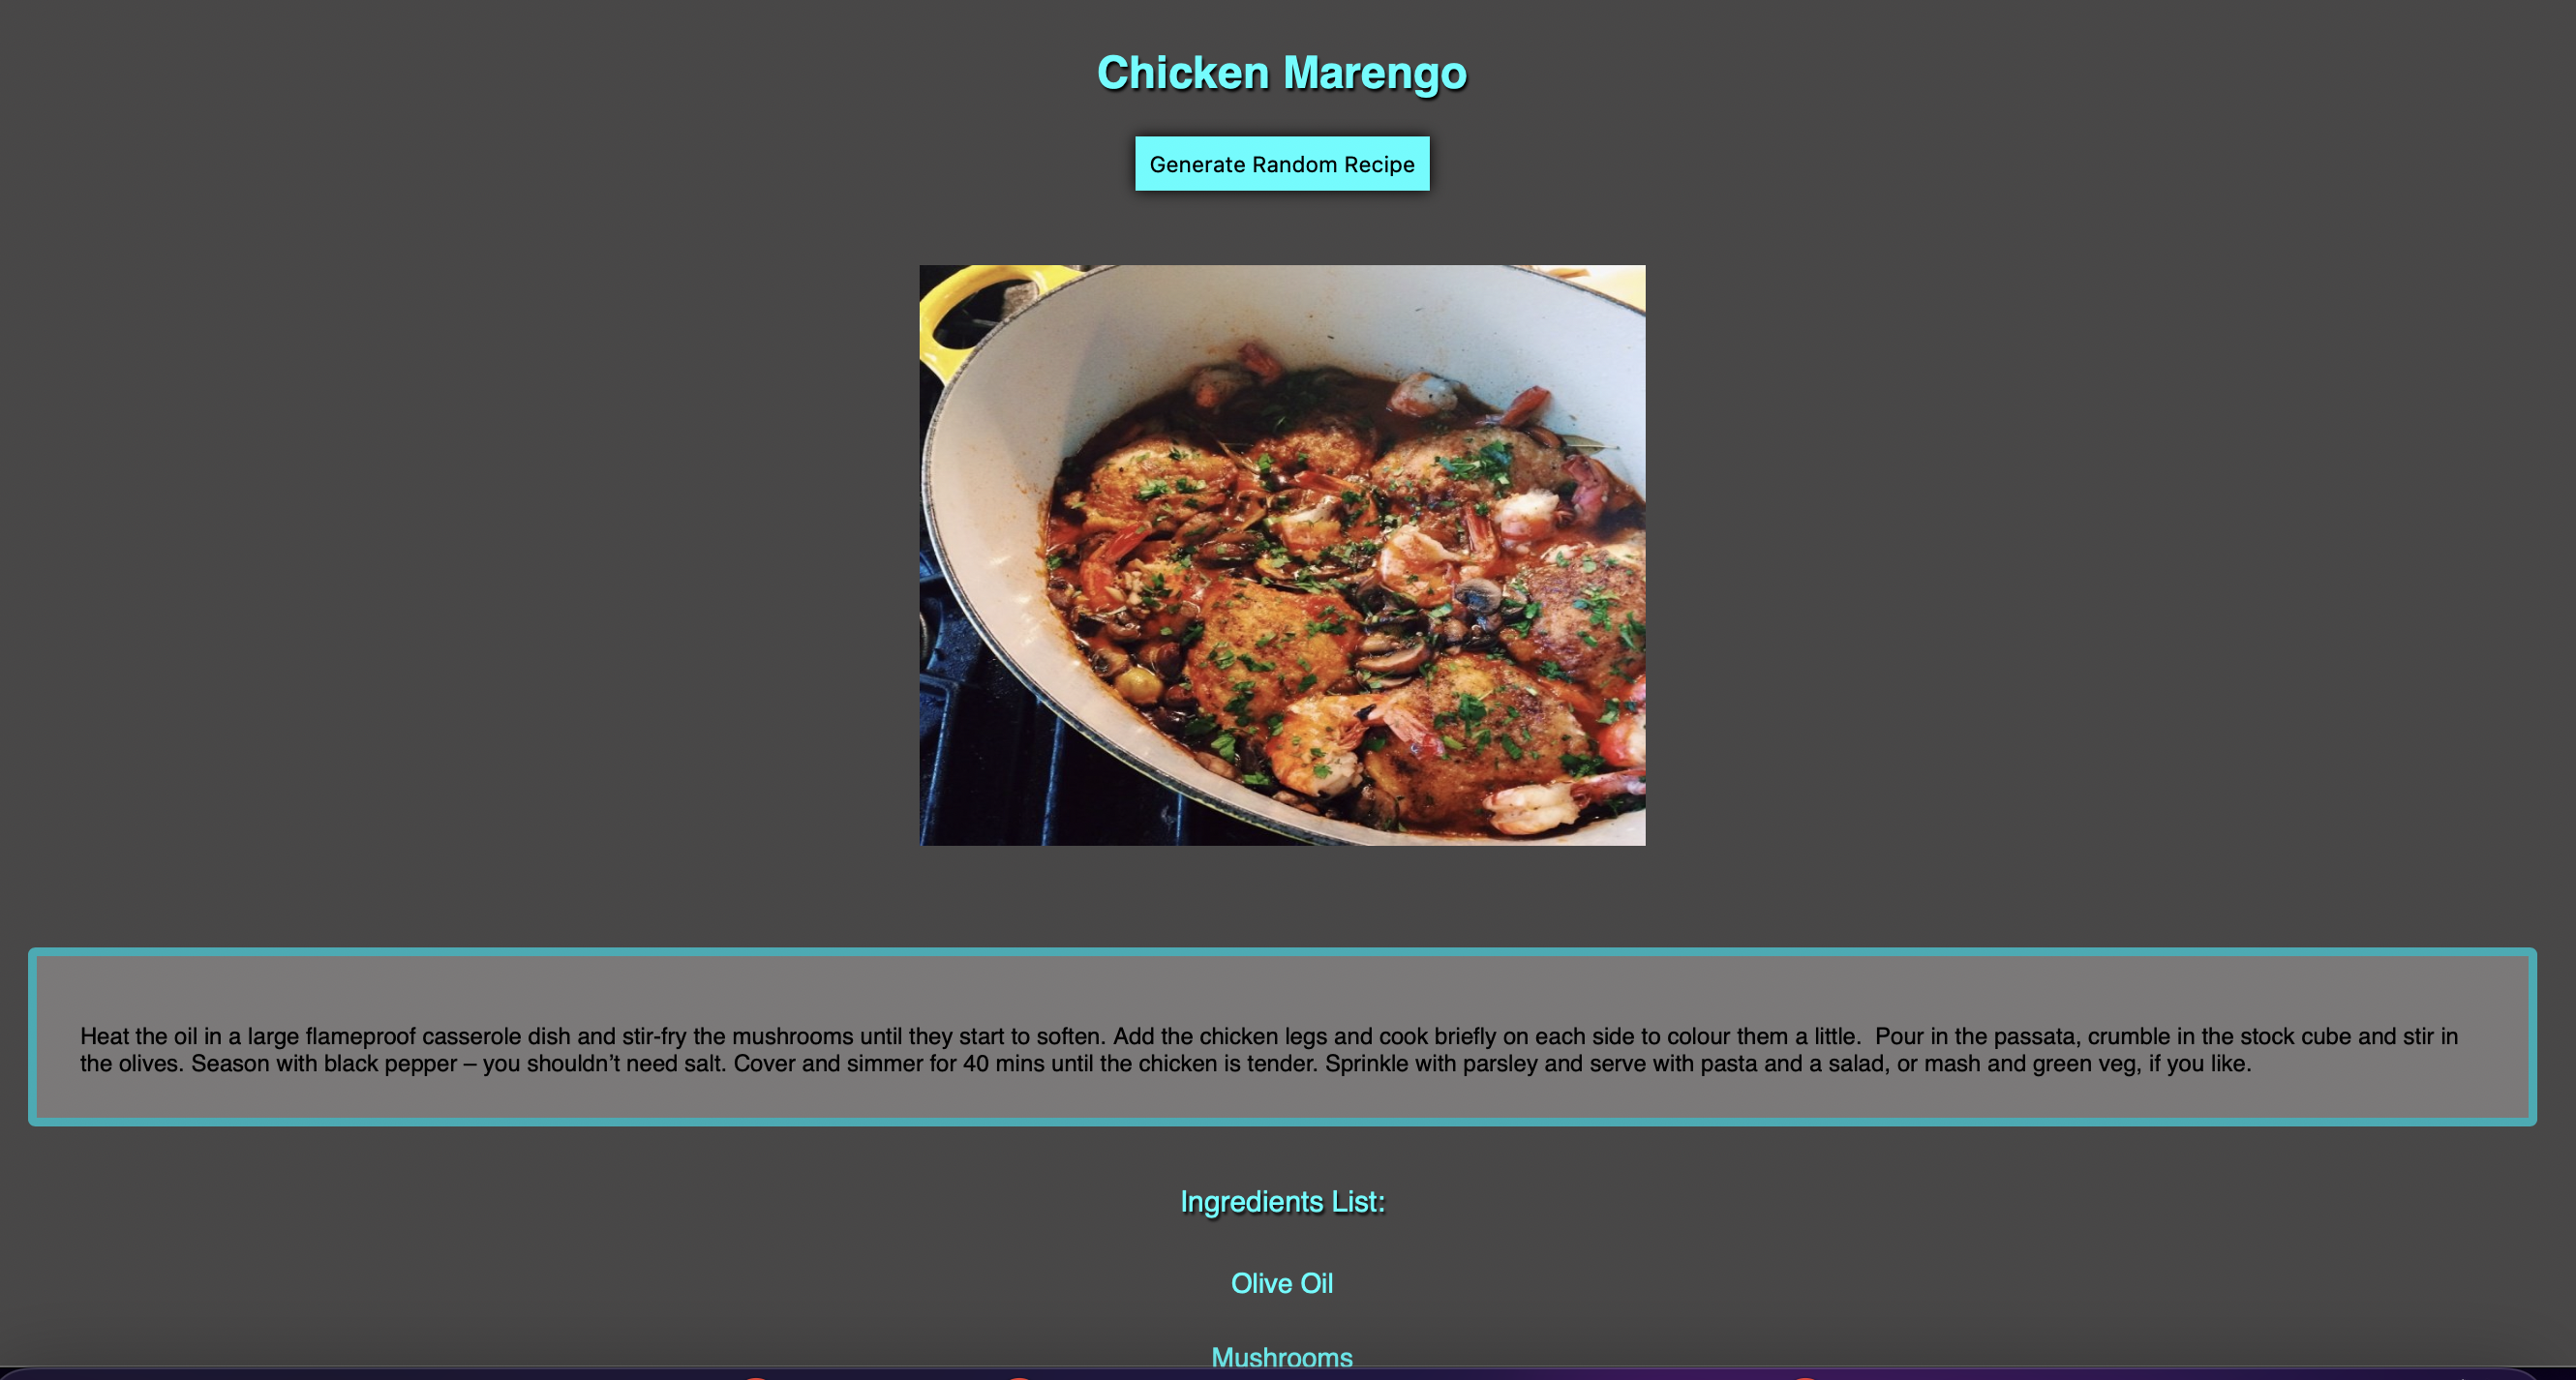 Chicken Marengo
Generate Random Recipe
Heat the oil in a large flameproof casserole dish and stir-fry the mushrooms until they start to soften. Add the chicken legs and cook briefly on each side to colour them a little.  Pour in the passata, crumble in the stock cube and stir in
the olives. Season with black pepper – you shouldn’t need salt. Cover and simmer for 40 mins until the chicken is tender. Sprinkle with parsley and serve with pasta and a salad, or mash and green veg, if you like.
Ingredients List:
Olive Oil
Mushrooms